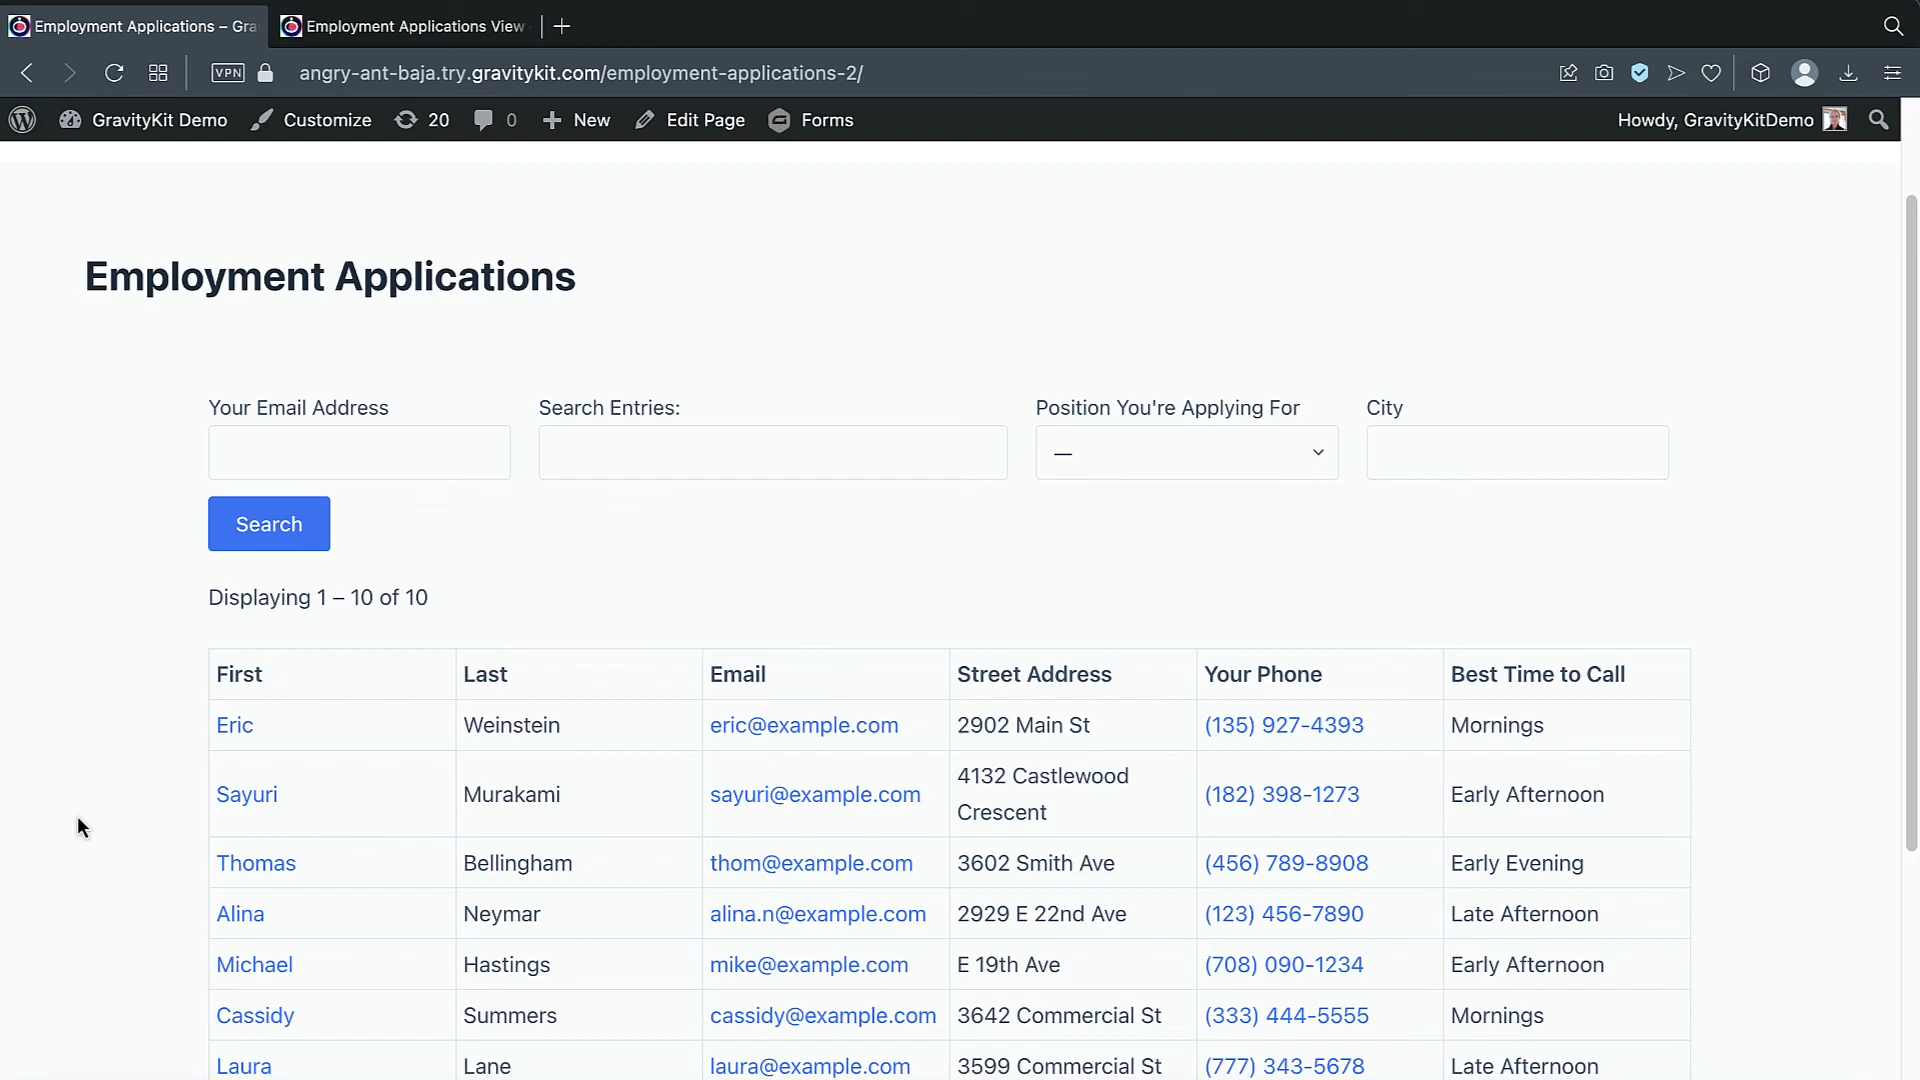 Employment Applications – Gra
Employment Applications View
VPN
angry-ant-baja.try.gravitykit.com/employment-applications-2/
GravityKit Demo
Customize
20
0
New
Edit Page
Forms
Howdy, GravityKitDemo
Employment Applications
Your Email Address
Search Entries:
Position You're Applying For
City
—
Search
Displaying 1 – 10 of 10
First Last Email Street Address Your Phone Best Time to Call
Eric Weinstein eric@example.com 2902 Main St (135) 927-4393 Mornings
Sayuri Murakami sayuri@example.com 4132 Castlewood Crescent (182) 398-1273 Early Afternoon
Thomas Bellingham thom@example.com 3602 Smith Ave (456) 789-8908 Early Evening
Alina Neymar alina.n@example.com 2929 E 22nd Ave (123) 456-7890 Late Afternoon
Michael Hastings mike@example.com E 19th Ave (708) 090-1234 Early Afternoon
Cassidy Summers cassidy@example.com 3642 Commercial St (333) 444-5555 Mornings
Laura Lane laura@example.com 3599 Commercial St (777) 343-5678 Late Afternoon